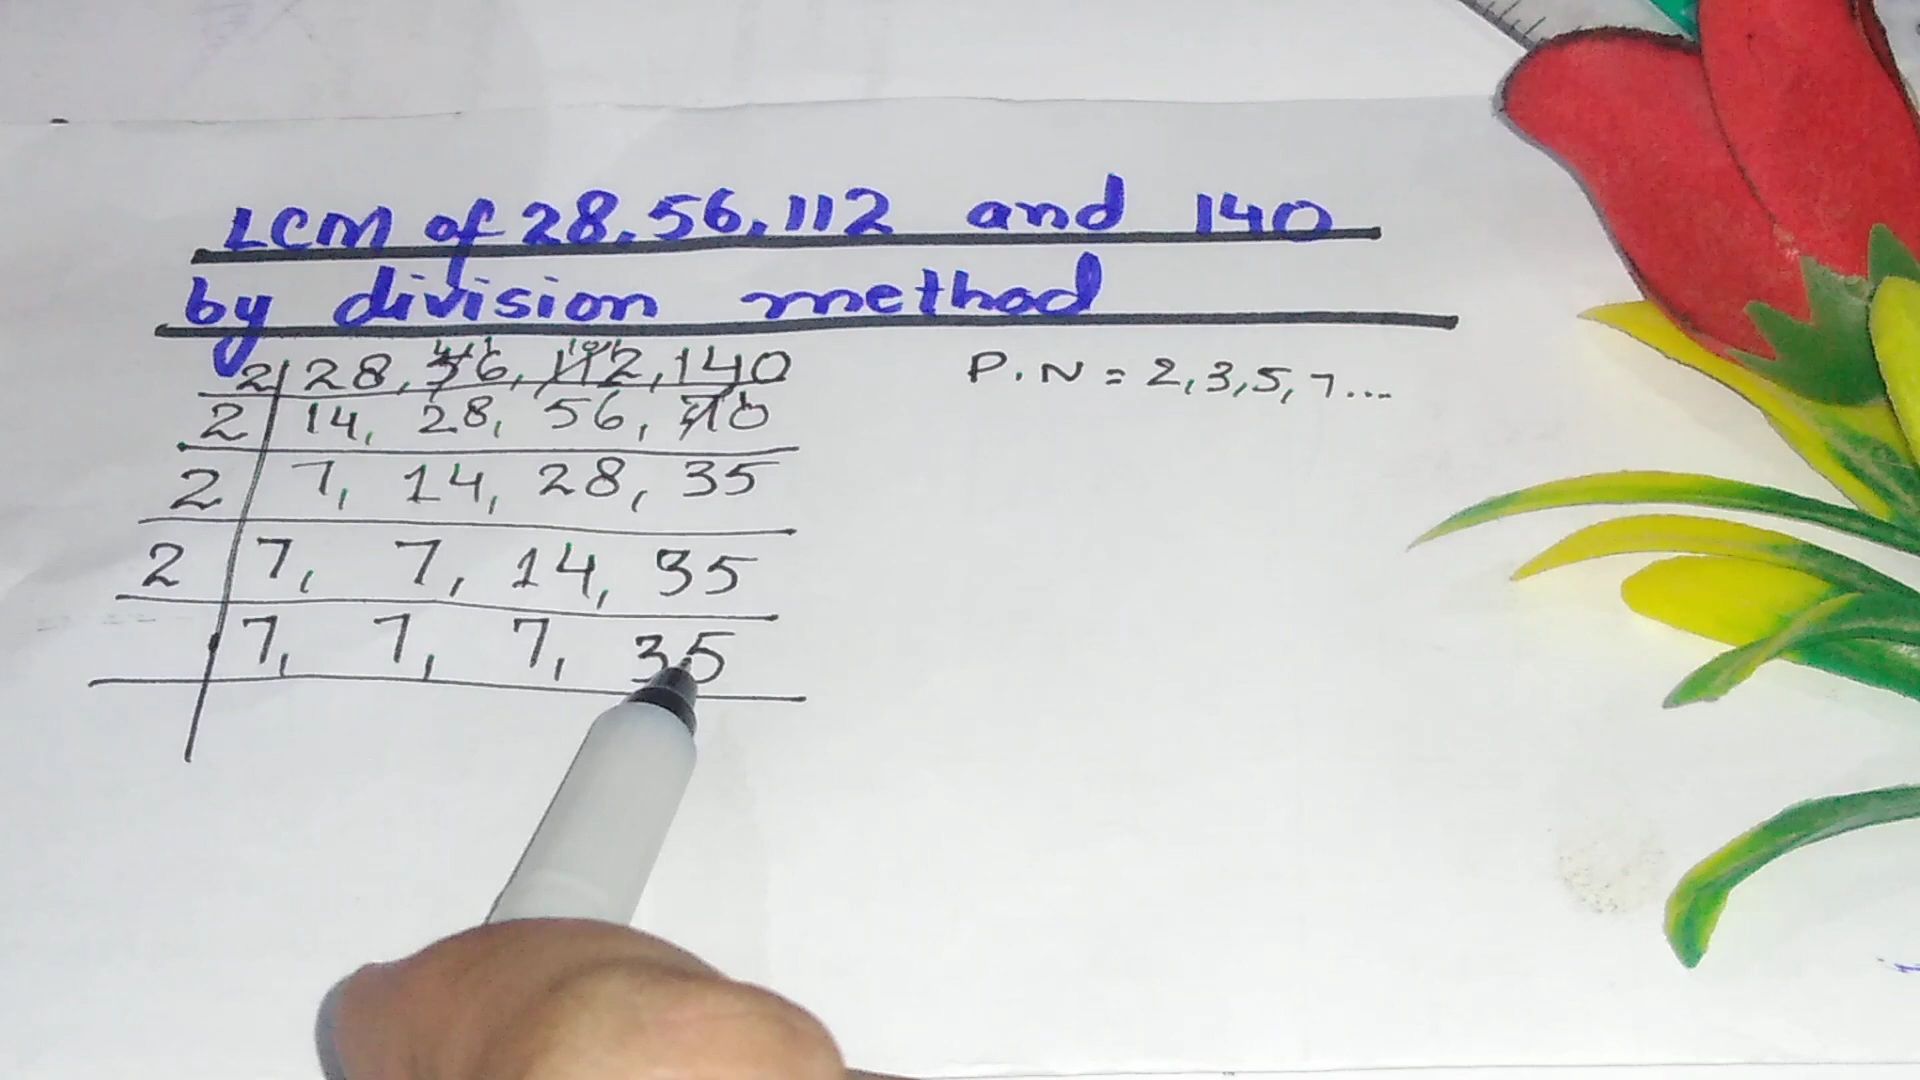 LCM of 28,56,112 and 140
by division method
2 28, 56, 112, 140
P.N = 2,3,5,7...
2 14, 28, 56, 70
2 7, 14, 28, 35
2 7, 7, 14, 35
7, 7, 7, 35